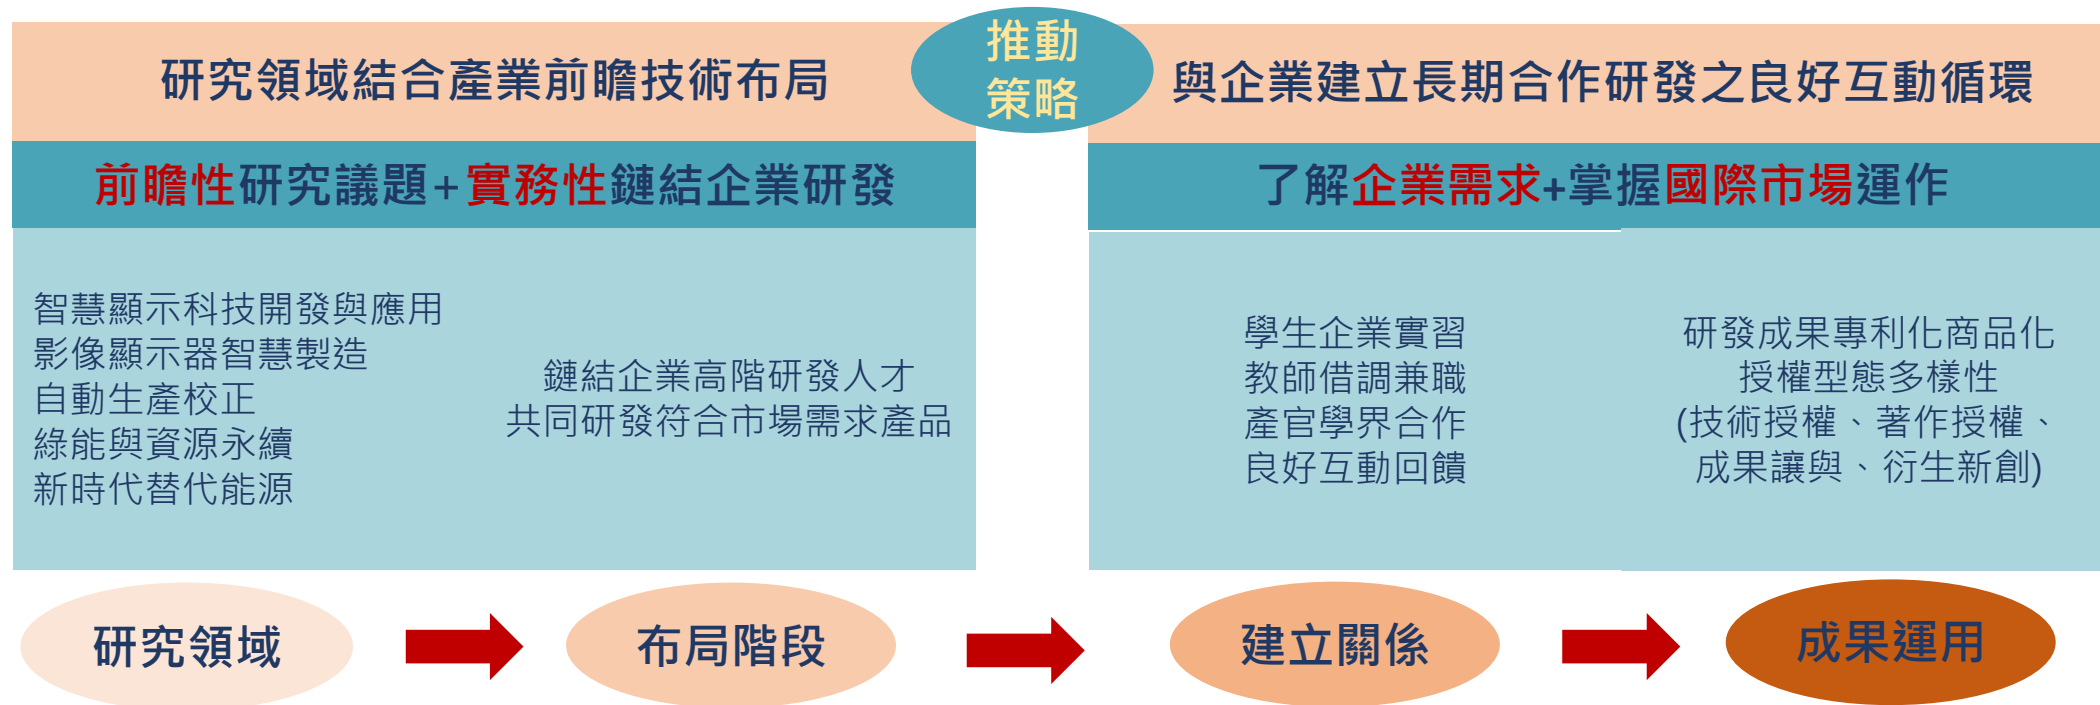 推動
策略
研究領域結合產業前瞻技術布局
與企業建立長期合作研發之良好互動循環
前瞻性研究議題+實務性鏈結企業研發
了解企業需求+掌握國際市場運作
智慧顯示科技開發與應用
影像顯示器智慧製造
自動生產校正
綠能與資源永續
新時代替代能源
鏈結企業高階研發人才
共同研發符合市場需求產品
學生企業實習
教師借調兼職
產官學界合作
良好互動回饋
研發成果專利化商品化
授權型態多樣性
(技術授權、著作授權、
成果讓與、衍生新創)
研究領域
布局階段
建立關係
成果運用